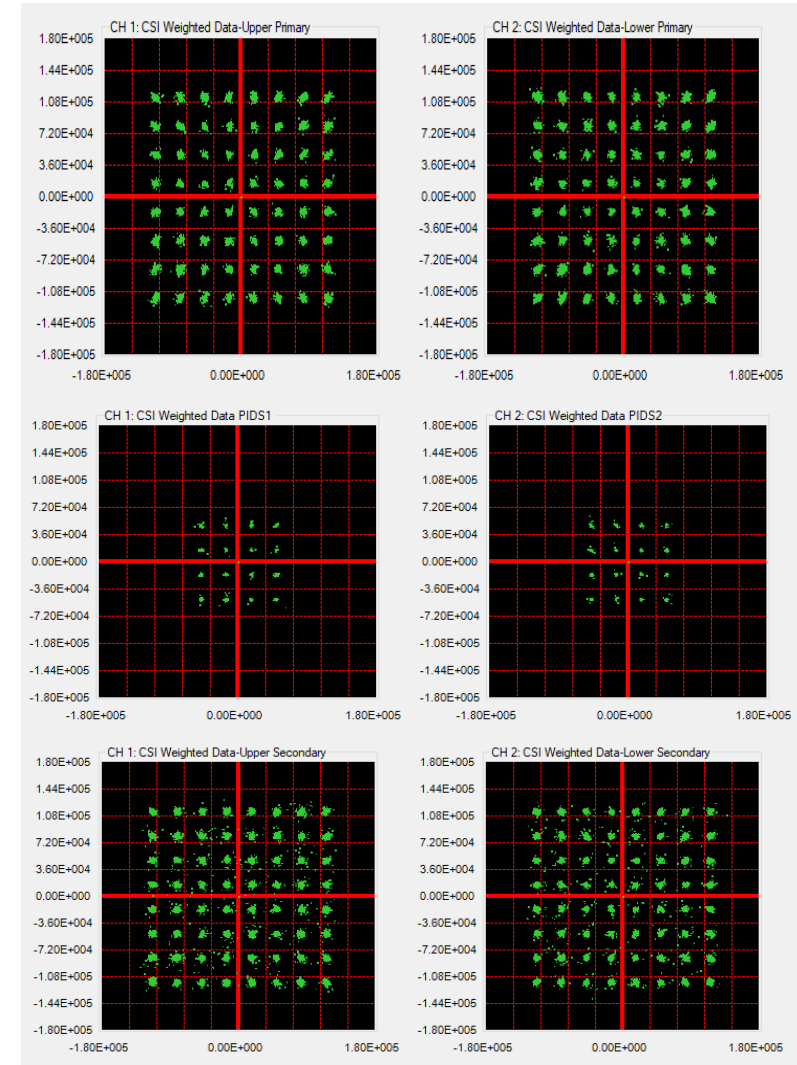 CH 1: CSI Weighted Data-Upper Primary
1.80E+005
1.44E+005
1.08E+005
7.20E+004
3.60E+004
0.00E+000
-3.60E+004
-7.20E+004
-1.08E+005
-1.44E+005
-1.80E+005
-1.80E+005 0.00E+000 1.80E+005
CH 2: CSI Weighted Data-Lower Primary
1.80E+005
1.44E+005
1.08E+005
7.20E+004
3.60E+004
0.00E+000
-3.60E+004
-7.20E+004
-1.08E+005
-1.44E+005
-1.80E+005
-1.80E+005 0.00E+000 1.80E+005
CH 1: CSI Weighted Data PIDS1
1.80E+005
1.44E+005
1.08E+005
7.20E+004
3.60E+004
0.00E+000
-3.60E+004
-7.20E+004
-1.08E+005
-1.44E+005
-1.80E+005
-1.80E+005 0.00E+000 1.80E+005
CH 2: CSI Weighted Data PIDS2
1.80E+005
1.44E+005
1.08E+005
7.20E+004
3.60E+004
0.00E+000
-3.60E+004
-7.20E+004
-1.08E+005
-1.44E+005
-1.80E+005
-1.80E+005 0.00E+000 1.80E+005
CH 1: CSI Weighted Data-Upper Secondary
1.80E+005
1.44E+005
1.08E+005
7.20E+004
3.60E+004
0.00E+000
-3.60E+004
-7.20E+004
-1.08E+005
-1.44E+005
-1.80E+005
-1.80E+005 0.00E+000 1.80E+005
CH 2: CSI Weighted Data-Lower Secondary
1.80E+005
1.44E+005
1.08E+005
7.20E+004
3.60E+004
0.00E+000
-3.60E+004
-7.20E+004
-1.08E+005
-1.44E+005
-1.80E+005
-1.80E+005 0.00E+000 1.80E+005